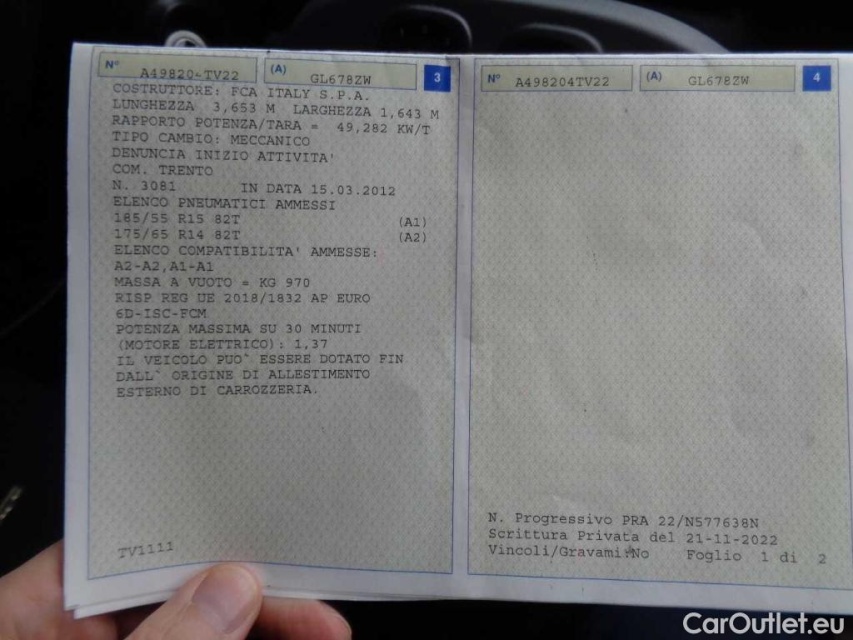 N° A498204TV22 (A) GL678ZW 3
COSTRUTTORE: FCA ITALY S.P.A.
LUNGHEZZA 3,653 M LARGHEZZA 1,643 M
RAPPORTO POTENZA/TARA = 49,282 KW/T
TIPO CAMBIO: MECCANICO
DENUNCIA INIZIO ATTIVITA'
COM. TRENTO
N. 3081 IN DATA 15.03.2012
ELENCO PNEUMATICI AMMESSI
185/55 R15 82T (A1)
175/65 R14 82T (A2)
ELENCO COMPATIBILITA' AMMESSE:
A2-A2,A1-A1
MASSA A VUOTO = KG 970
RISP REG UE 2018/1832 AP EURO
6D-ISC-FCM
POTENZA MASSIMA SU 30 MINUTI
(MOTORE ELETTRICO): 1,37
IL VEICOLO PUO` ESSERE DOTATO FIN
DALL` ORIGINE DI ALLESTIMENTO
ESTERNO DI CARROZZERIA.
TV1111
N° A498204TV22 (A) GL678ZW 4
N. Progressivo PRA 22/N577638N
Scrittura Privata del 21-11-2022
Vincoli/Gravami:No Foglio 1 di 2
CarOutlet.eu